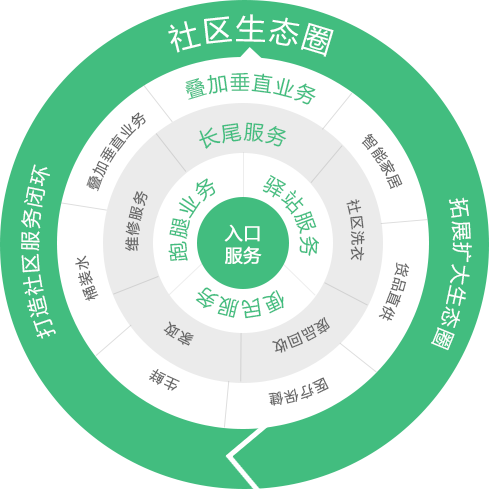 社区生态圈
叠加垂直业务
长尾服务
叠加垂直业务
智能家居
打造社区服务闭环
拓展扩大生态圈
维修服务
社区洗衣
跑腿业务
驿站服务
入口
服务
便民服务
桶装水
货品直供
家政
废品回收
生鲜
医疗保健